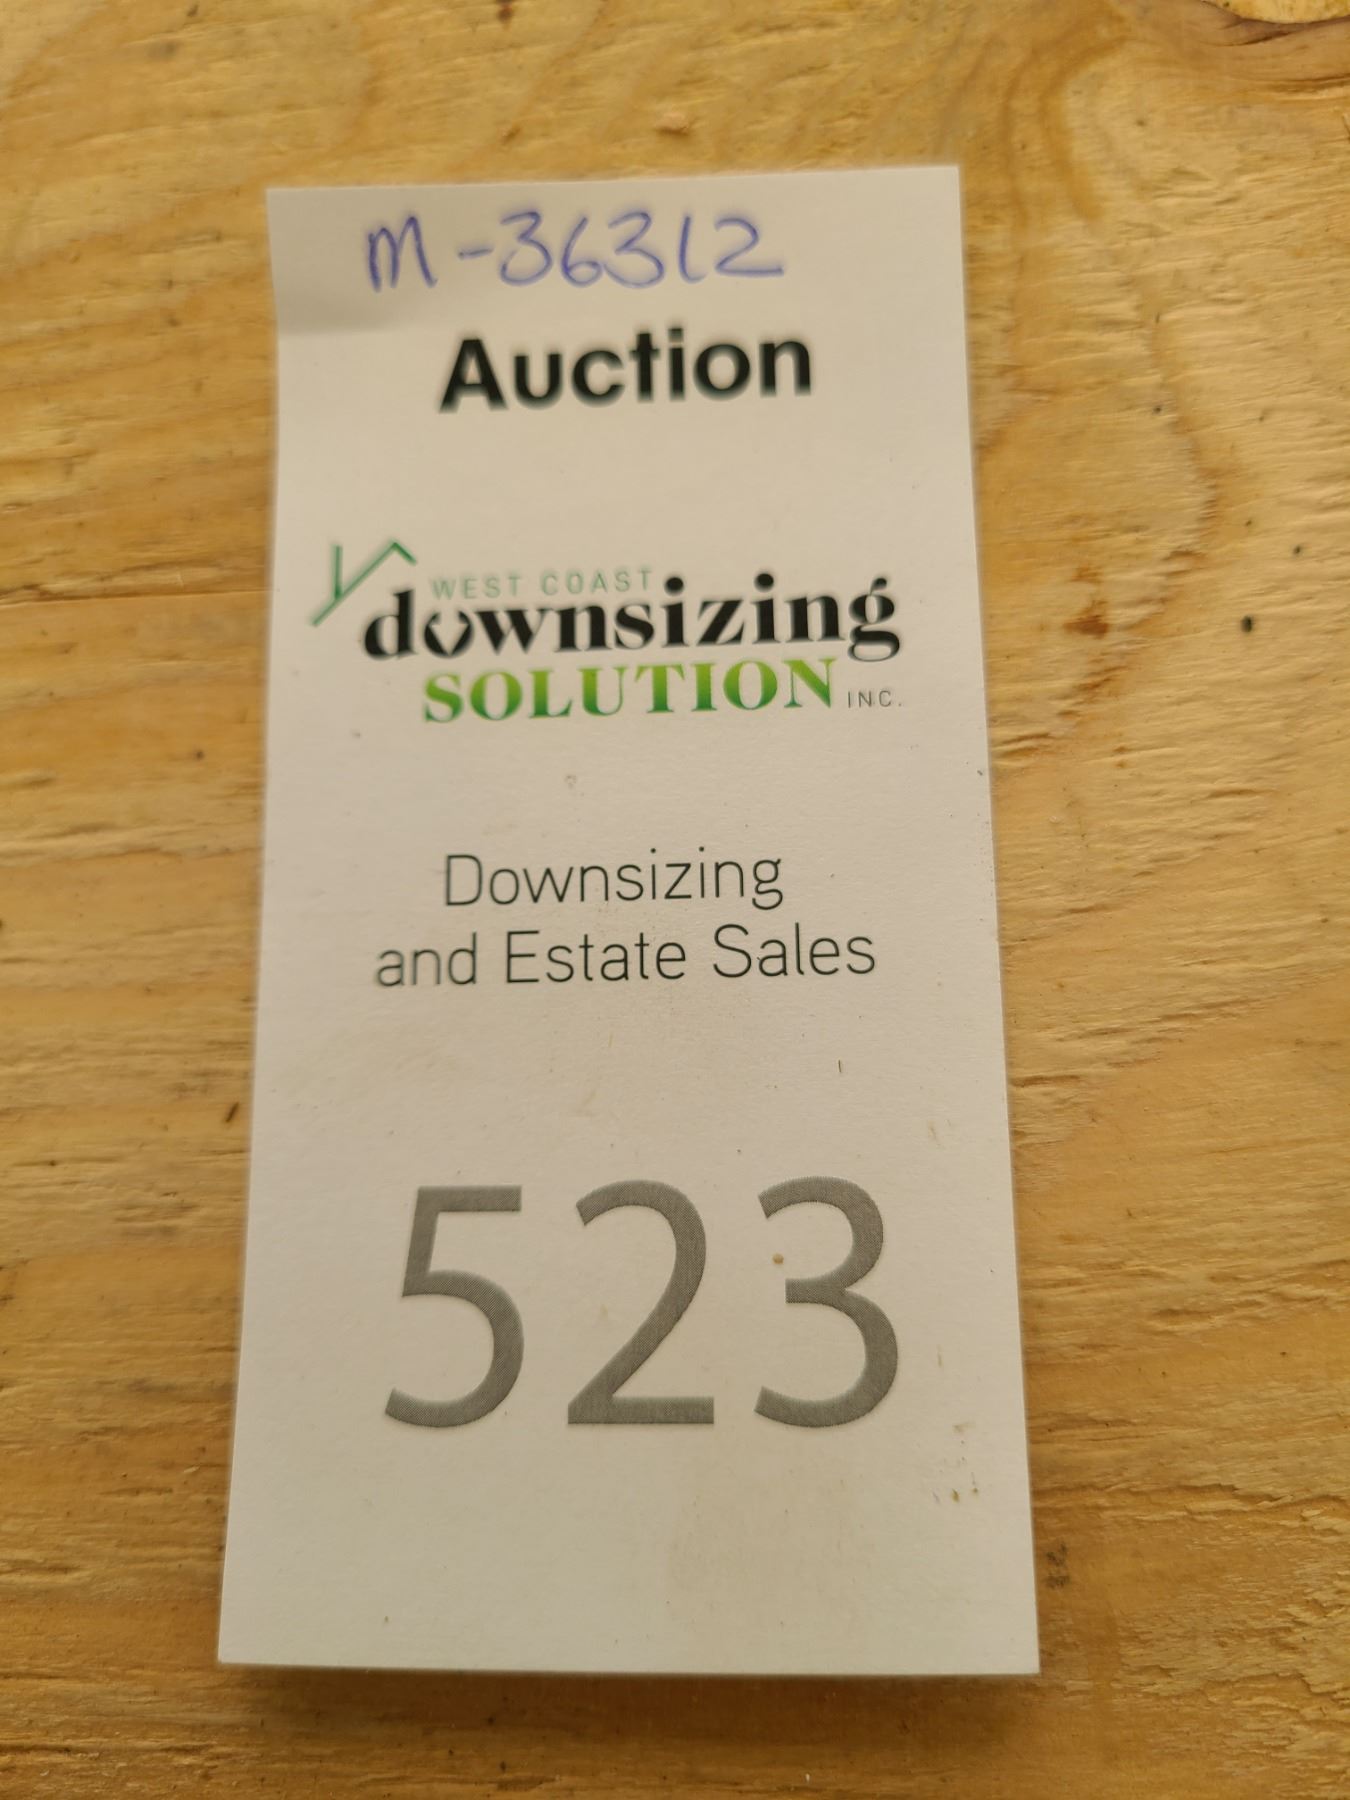 m-36312
Auction
WEST COAST
downsizing
SOLUTION INC.
Downsizing
and Estate Sales
523